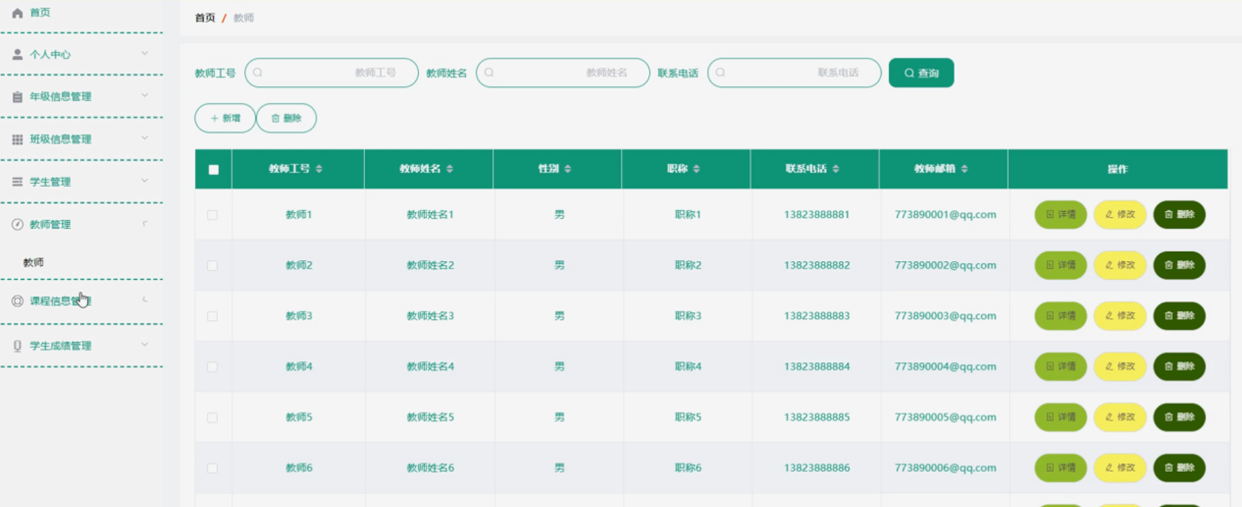 首页
个人中心
年级信息管理
班级信息管理
学生管理
教师管理
教师
课程信息管理
学生成绩管理
首页 / 教师
教师工号 教师工号 教师姓名 教师姓名 联系电话 联系电话 查询
+ 新增 删除
教师工号 教师姓名 性别 职称 联系电话 教师邮箱 操作
教师1 教师姓名1 男 职称1 13823888881 773890001@qq.com 详情 修改 删除
教师2 教师姓名2 男 职称2 13823888882 773890002@qq.com 详情 修改 删除
教师3 教师姓名3 男 职称3 13823888883 773890003@qq.com 详情 修改 删除
教师4 教师姓名4 男 职称4 13823888884 773890004@qq.com 详情 修改 删除
教师5 教师姓名5 男 职称5 13823888885 773890005@qq.com 详情 修改 删除
教师6 教师姓名6 男 职称6 13823888886 773890006@qq.com 详情 修改 删除